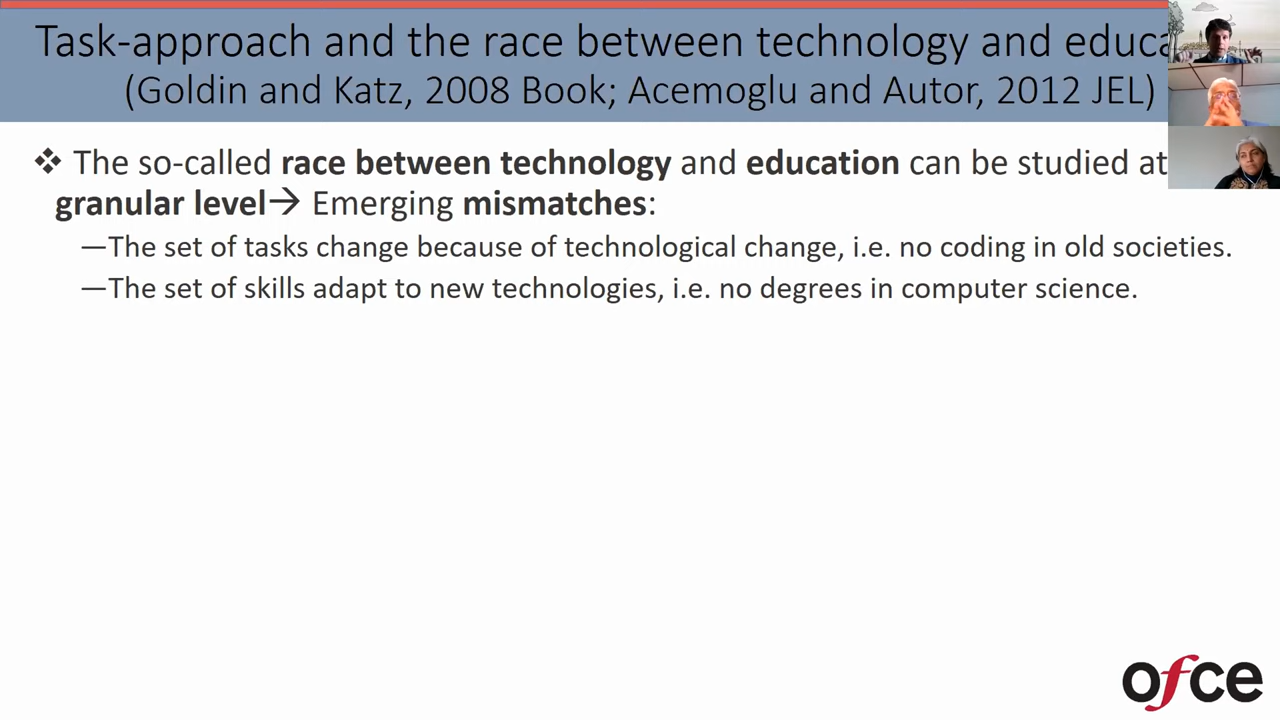 Task-approach and the race between technology and educa
(Goldin and Katz, 2008 Book; Acemoglu and Autor, 2012 JEL)
❖ The so-called race between technology and education can be studied at
granular level→ Emerging mismatches:
—The set of tasks change because of technological change, i.e. no coding in old societies.
—The set of skills adapt to new technologies, i.e. no degrees in computer science.
ofce